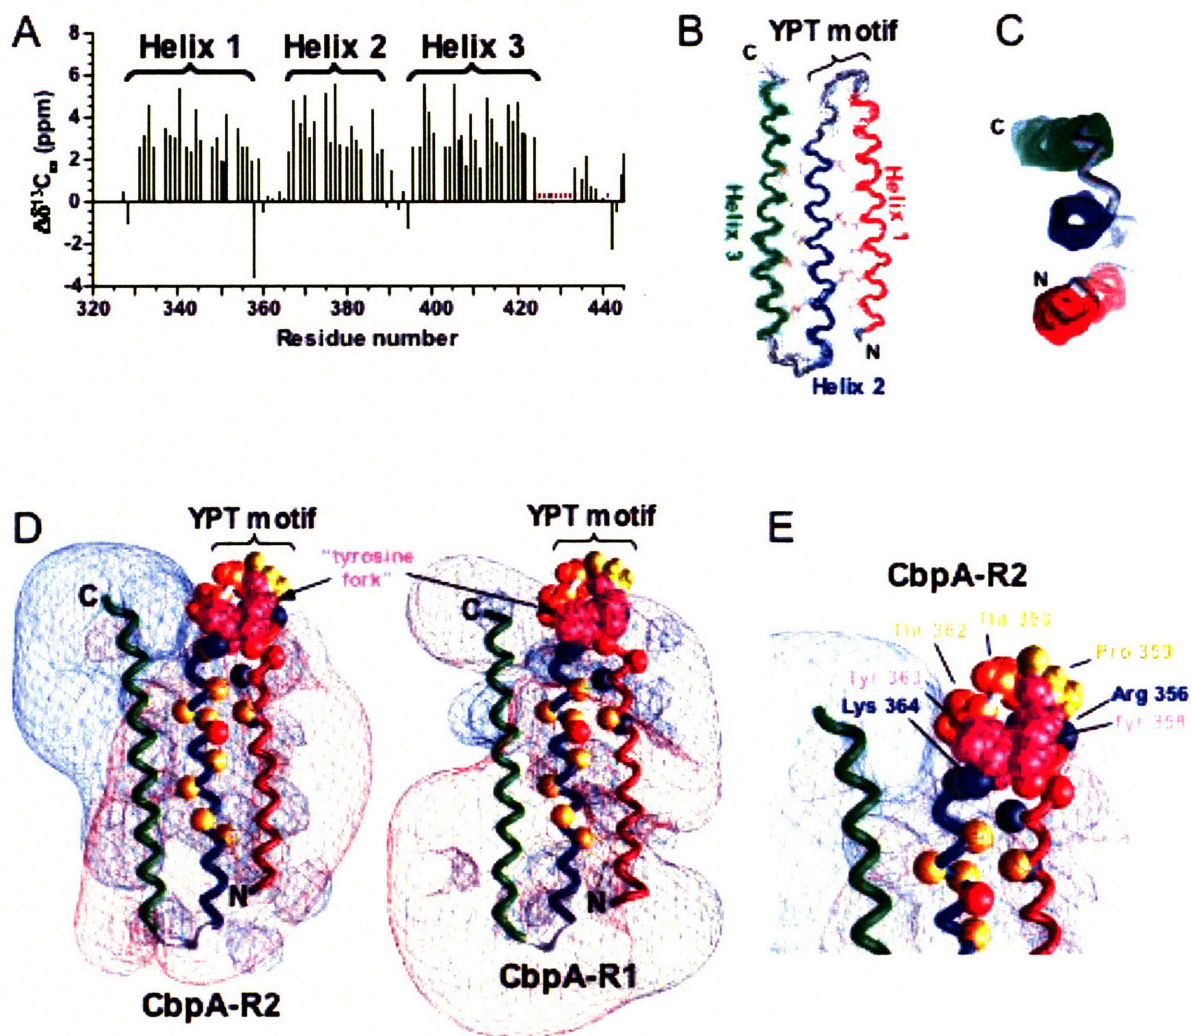 A
8
6
4
2
0
-2
-4
Δδ¹³Cα (ppm)
Helix 1
Helix 2
Helix 3
320
340
360
380
400
420
440
Residue number
B
YPT motif
C
Helix 3
Helix 1
N
Helix 2
C
C
N
D
YPT motif
"tyrosine
fork"
YPT motif
C
C
N
N
CbpA-R2
CbpA-R1
E
CbpA-R2
Thr 360
Thr 362
Pro 359
Tyr 363
Arg 356
Lys 364
Tyr 358